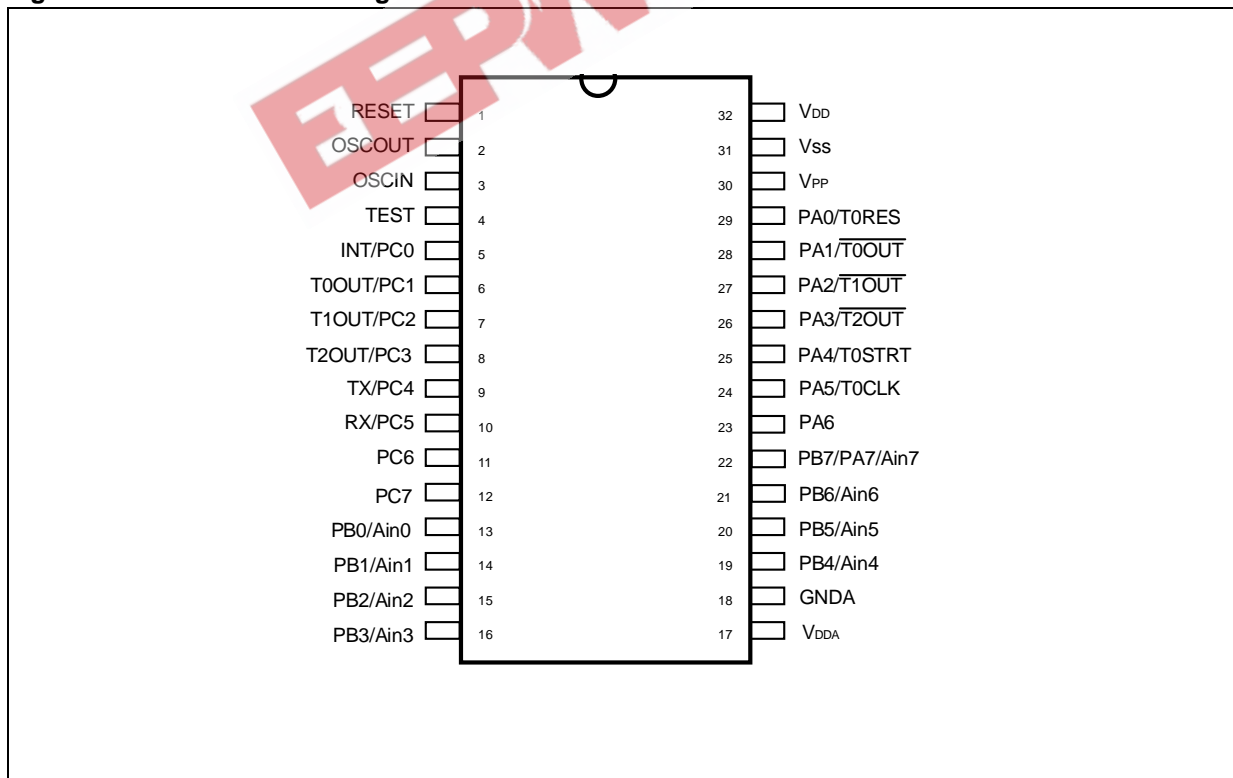 RESET 1
OSCOUT 2
OSCIN 3
TEST 4
INT/PC0 5
T0OUT/PC1 6
T1OUT/PC2 7
T2OUT/PC3 8
TX/PC4 9
RX/PC5 10
PC6 11
PC7 12
PB0/Ain0 13
PB1/Ain1 14
PB2/Ain2 15
PB3/Ain3 16
32 VDD
31 Vss
30 VPP
29 PA0/T0RES
28 PA1/T0OUT
27 PA2/T1OUT
26 PA3/T2OUT
25 PA4/T0STRT
24 PA5/T0CLK
23 PA6
22 PB7/PA7/Ain7
21 PB6/Ain6
20 PB5/Ain5
19 PB4/Ain4
18 GNDA
17 VDDA